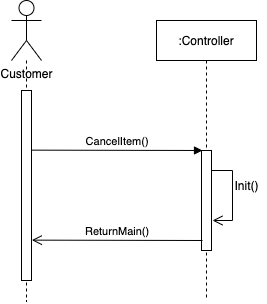 Customer
:Controller
CancelItem()
Init()
ReturnMain()